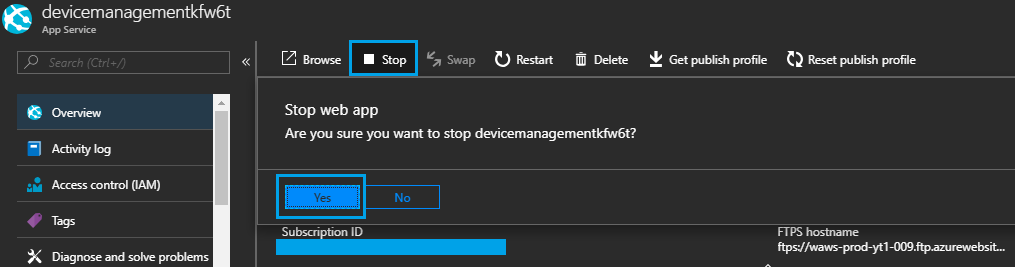 devicemanagementkfw6t
App Service
Search (Ctrl+/)
«
Browse
Stop
Swap
Restart
Delete
Get publish profile
Reset publish profile
Overview
Activity log
Access control (IAM)
Tags
Diagnose and solve problems
Stop web app
Are you sure you want to stop devicemanagementkfw6t?
Yes
No
Subscription ID
FTPS hostname
ftps://waws-prod-yt1-009.ftp.azurewebsit...